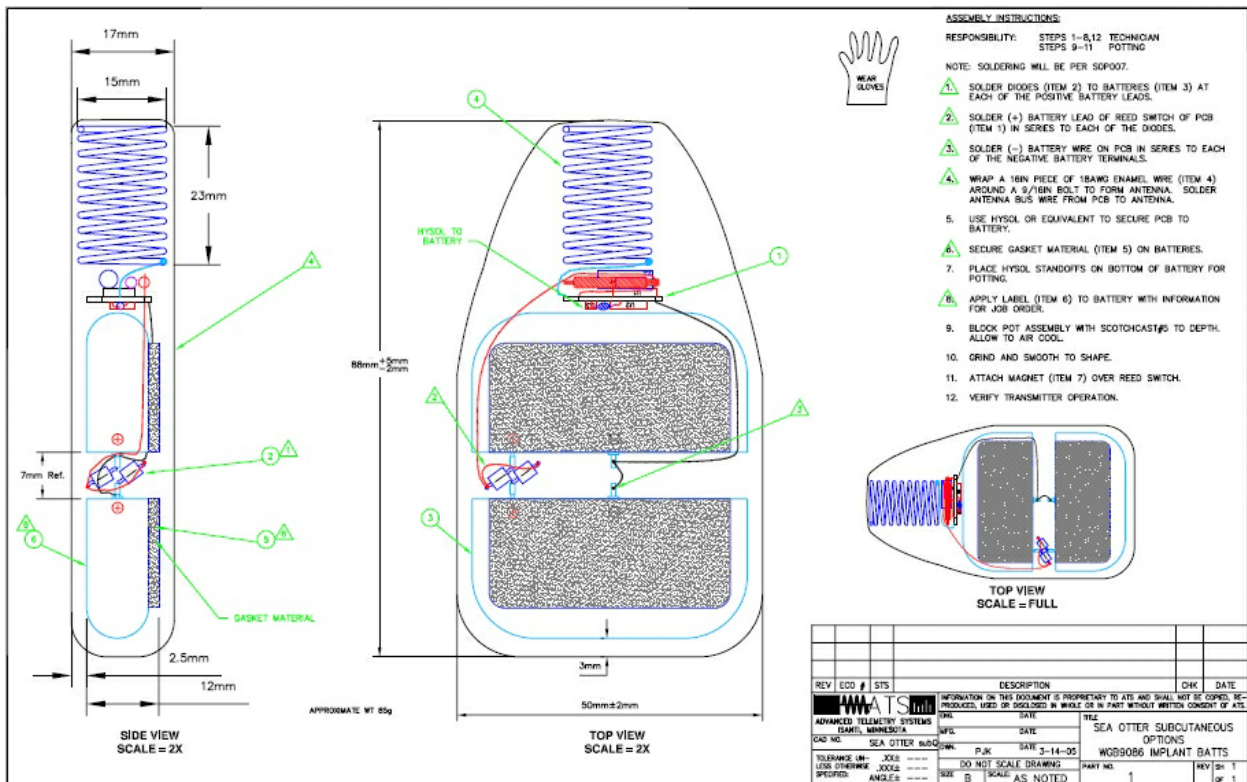 17mm
15mm
23mm
7mm Ref.
2.5mm
12mm
GASKET MATERIAL
APPROXIMATE WT 85g
SIDE VIEW
SCALE = 2X
4
2
1
8
6
5
6
4
HYSOL TO
BATTERY
1
88mm +5mm
-2mm
2
3
3
3mm
50mm±2mm
TOP VIEW
SCALE = 2X
WEAR
GLOVES
ASSEMBLY INSTRUCTIONS:
RESPONSIBILITY: STEPS 1-8,12 TECHNICIAN
STEPS 9-11 POTTING
NOTE: SOLDERING WILL BE PER SOP007.
1. SOLDER DIODES (ITEM 2) TO BATTERIES (ITEM 3) AT
EACH OF THE POSITIVE BATTERY LEADS.
2. SOLDER (+) BATTERY LEAD OF REED SWITCH OF PCB
(ITEM 1) IN SERIES TO EACH OF THE DIODES.
3. SOLDER (-) BATTERY WIRE ON PCB IN SERIES TO EACH
OF THE NEGATIVE BATTERY TERMINALS.
4. WRAP A 16IN PIECE OF 18AWG ENAMEL WIRE (ITEM 4)
AROUND A 9/16IN BOLT TO FORM ANTENNA. SOLDER
ANTENNA BUS WIRE FROM PCB TO ANTENNA.
5. USE HYSOL OR EQUIVALENT TO SECURE PCB TO
BATTERY.
6. SECURE GASKET MATERIAL (ITEM 5) ON BATTERIES.
7. PLACE HYSOL STANDOFFS ON BOTTOM OF BATTERY FOR
POTTING.
8. APPLY LABEL (ITEM 6) TO BATTERY WITH INFORMATION
FOR JOB ORDER.
9. BLOCK POT ASSEMBLY WITH SCOTCHCAST#5 TO DEPTH.
ALLOW TO AIR COOL.
10. GRIND AND SMOOTH TO SHAPE.
11. ATTACH MAGNET (ITEM 7) OVER REED SWITCH.
12. VERIFY TRANSMITTER OPERATION.
TOP VIEW
SCALE = FULL
REV ECO # STS DESCRIPTION CHK DATE
ATS
INFORMATION ON THIS DOCUMENT IS PROPRIETARY TO ATS AND SHALL NOT BE COPIED, RE-
PRODUCED, USED OR DISCLOSED IN WHOLE OR IN PART WITHOUT WRITTEN CONSENT OF ATS.
ADVANCED TELEMETRY SYSTEMS
ISANTI, MINNESOTA
CAD NO. SEA OTTER subQ
TOLERANCE UN-
LESS OTHERWISE
SPECIFIED:
.XX± ---
.XXX± ---
ANGLE± ---
ENG. DATE
MFG. DATE
DWN. PJK DATE 3-14-05
DO NOT SCALE DRAWING
SIZE B SCALE: AS NOTED
TITLE
SEA OTTER SUBCUTANEOUS
OPTIONS
WGB9086 IMPLANT BATTS
PART NO. 1
REV SH 1
OF 1